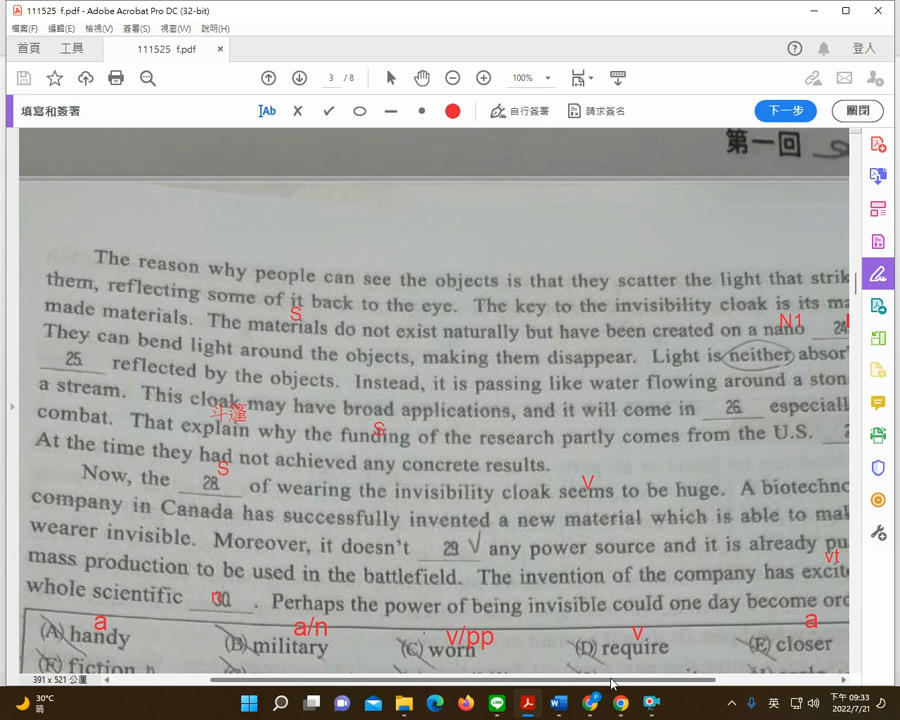 111525 f.pdf - Adobe Acrobat Pro DC (32-bit)
檔案(F) 編輯(E) 檢視(V) 簽署(S) 視窗(W) 說明(H)
首頁 工具 111525 f.pdf × 登入
3 / 8 100%
填寫和簽署 IAb 自行簽署 請求簽名 下一步 關閉
第一回
The reason why people can see the objects is that they scatter the light that strik
them, reflecting some of it back to the eye. The key to the invisibility cloak is its ma
S N1
made materials. The materials do not exist naturally but have been created on a nano 24
They can bend light around the objects, making them disappear. Light is neither absor
25. reflected by the objects. Instead, it is passing like water flowing around a ston
a stream. This cloak may have broad applications, and it will come in 26. especiall
斗篷 S
combat. That explain why the funding of the research partly comes from the U.S. 2
At the time they had not achieved any concrete results.
S V
Now, the 28. of wearing the invisibility cloak seems to be huge. A biotechno
company in Canada has successfully invented a new material which is able to mak
wearer invisible. Moreover, it doesn't 29. V any power source and it is already pu
vt
mass production to be used in the battlefield. The invention of the company has excite
n
whole scientific 30. . Perhaps the power of being invisible could one day become ord
a a/n v/pp v a
(A) handy (B) military (C) worn (D) require (E) closer
(F) fiction n
391 x 521 公釐
30°C 英 下午 09:33
2022/7/21